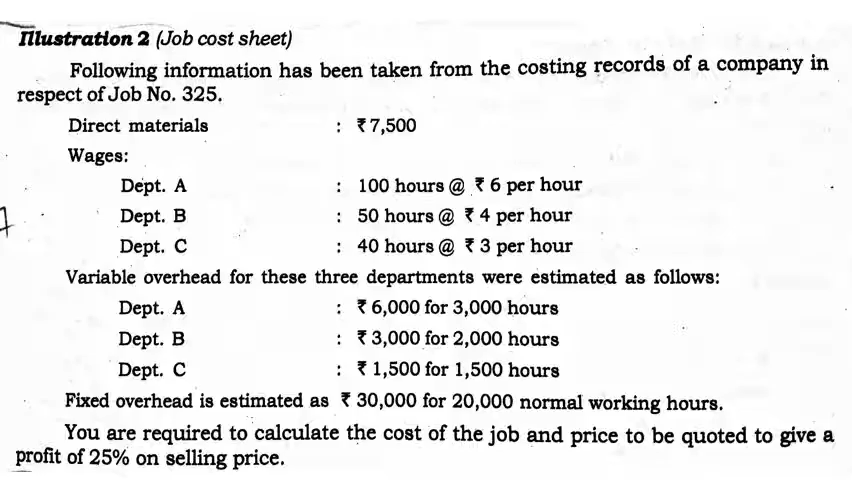 Illustration 2 (Job cost sheet)
Following information has been taken from the costing records of a company in
respect of Job No. 325.
Direct materials : ₹ 7,500
Wages:
Dept. A : 100 hours @ ₹ 6 per hour
Dept. B : 50 hours @ ₹ 4 per hour
Dept. C : 40 hours @ ₹ 3 per hour
Variable overhead for these three departments were estimated as follows:
Dept. A : ₹ 6,000 for 3,000 hours
Dept. B : ₹ 3,000 for 2,000 hours
Dept. C : ₹ 1,500 for 1,500 hours
Fixed overhead is estimated as ₹ 30,000 for 20,000 normal working hours.
You are required to calculate the cost of the job and price to be quoted to give a
profit of 25% on selling price.